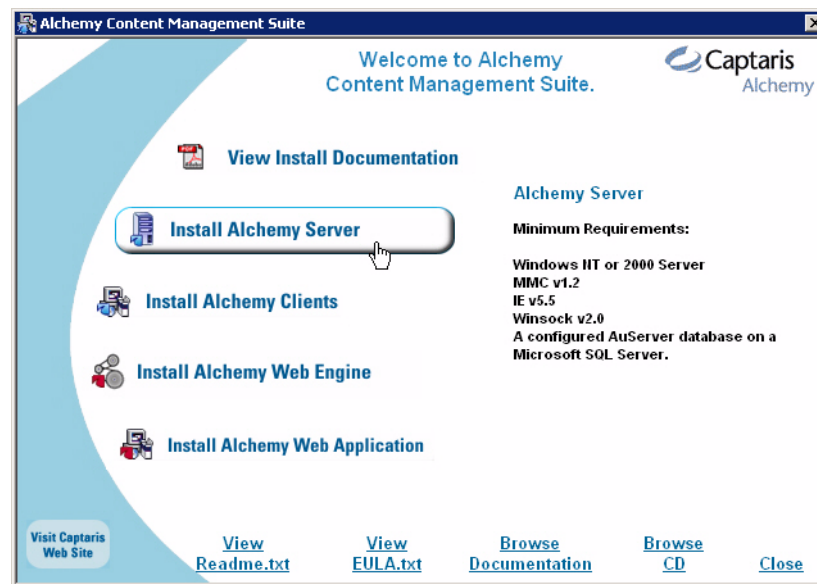 Alchemy Content Management Suite
Welcome to Alchemy
Content Management Suite.
Captaris
Alchemy
View Install Documentation
Install Alchemy Server
Install Alchemy Clients
Install Alchemy Web Engine
Install Alchemy Web Application
Alchemy Server
Minimum Requirements:
Windows NT or 2000 Server
MMC v1.2
IE v5.5
Winsock v2.0
A configured AuServer database on a
Microsoft SQL Server.
Visit Captaris
Web Site
View
Readme.txt
View
EULA.txt
Browse
Documentation
Browse
CD
Close